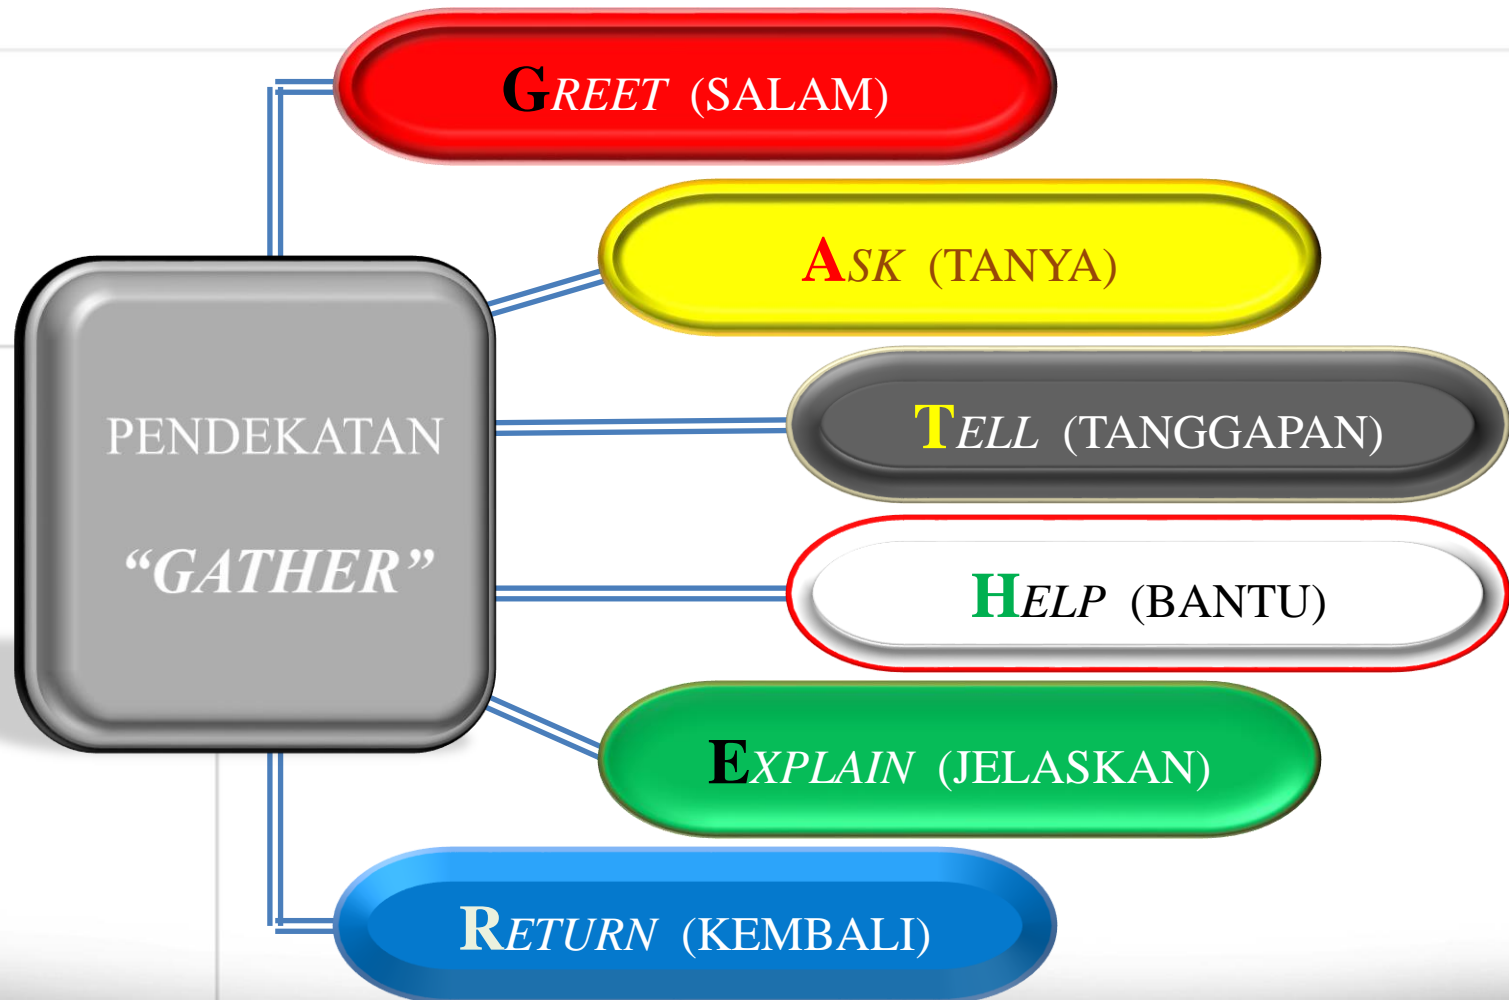 GREET (SALAM)
ASK (TANYA)
PENDEKATAN
“GATHER”
TELL (TANGGAPAN)
HELP (BANTU)
EXPLAIN (JELASKAN)
RETURN (KEMBALI)